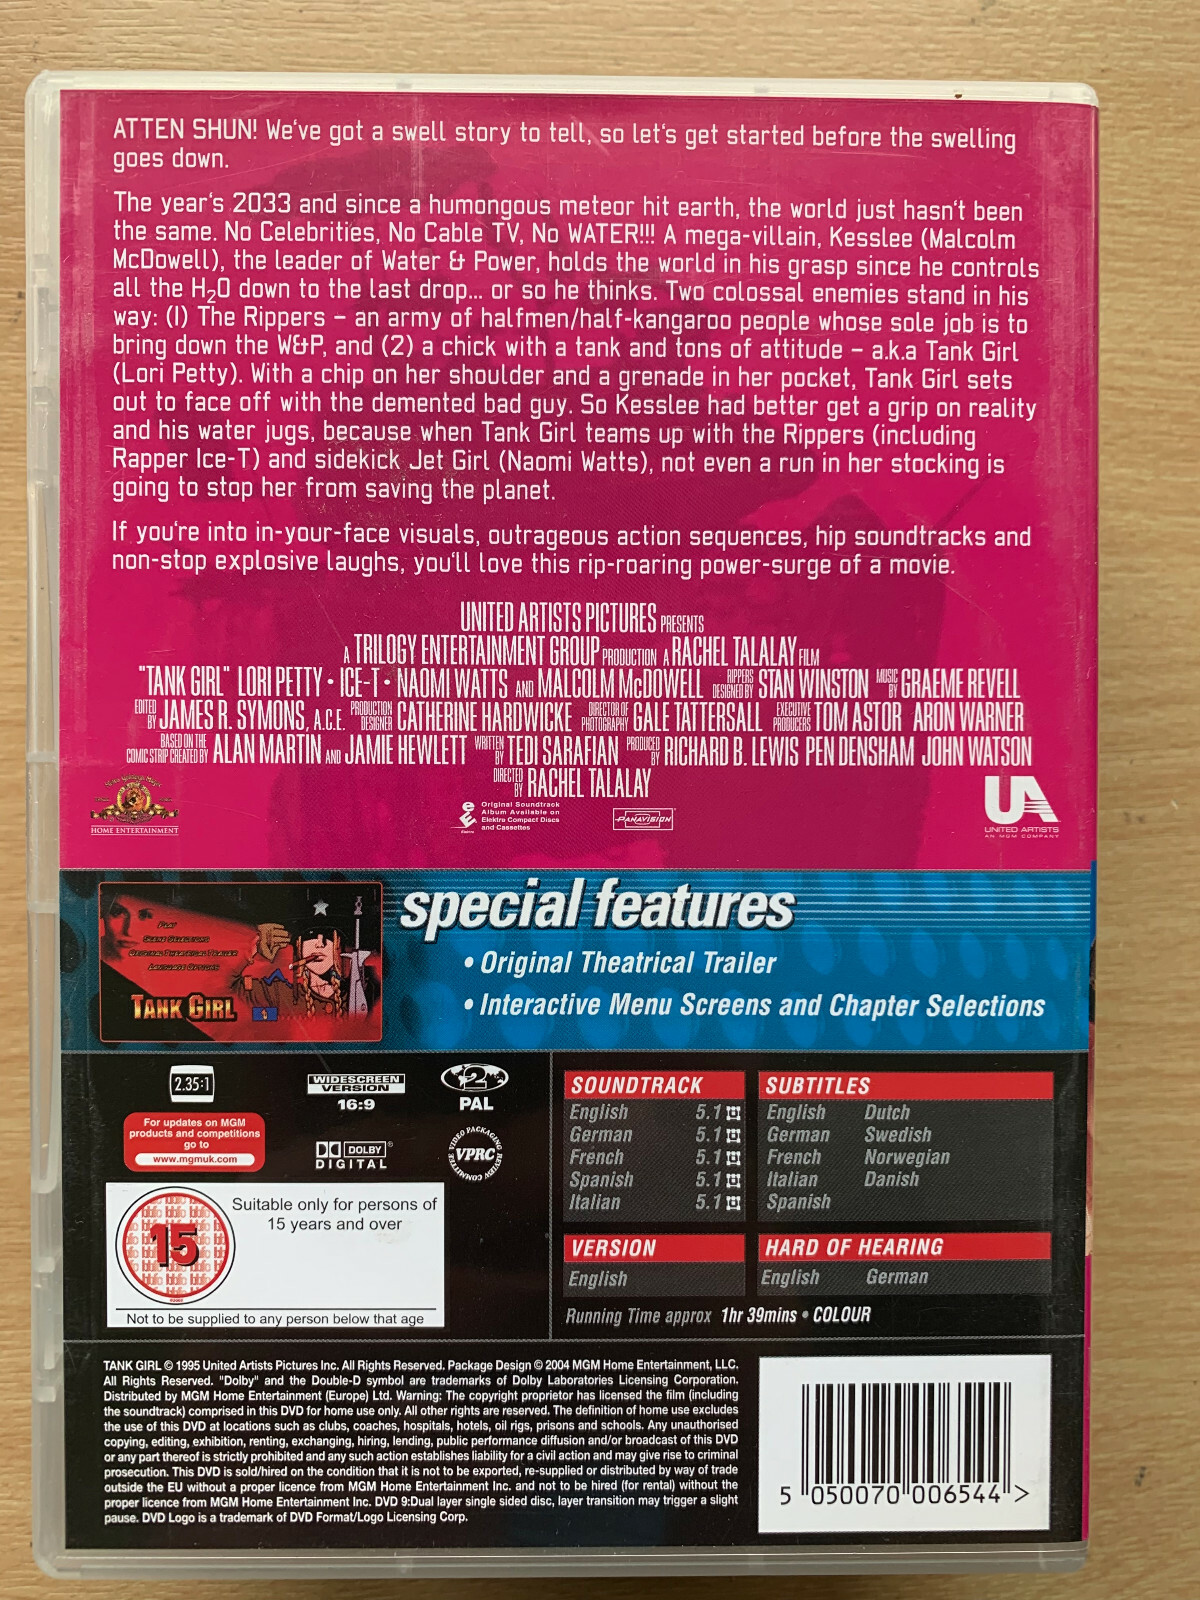 ATTEN SHUN! We've got a swell story to tell, so let's get started before the swelling
goes down.
The year's 2033 and since a humongous meteor hit earth, the world just hasn't been
the same. No Celebrities, No Cable TV, No WATER!!! A mega-villain, Kesslee (Malcolm
McDowell), the leader of Water & Power, holds the world in his grasp since he controls
all the H₂O down to the last drop... or so he thinks. Two colossal enemies stand in his
way: (1) The Rippers – an army of halfmen/half-kangaroo people whose sole job is to
bring down the W&P, and (2) a chick with a tank and tons of attitude – a.k.a Tank Girl
(Lori Petty). With a chip on her shoulder and a grenade in her pocket, Tank Girl sets
out to face off with the demented bad guy. So Kesslee had better get a grip on reality
and his water jugs, because when Tank Girl teams up with the Rippers (including
Rapper Ice-T) and sidekick Jet Girl (Naomi Watts), not even a run in her stocking is
going to stop her from saving the planet.
If you're into in-your-face visuals, outrageous action sequences, hip soundtracks and
non-stop explosive laughs, you'll love this rip-roaring power-surge of a movie.
UNITED ARTISTS PICTURES PRESENTS
A TRILOGY ENTERTAINMENT GROUP PRODUCTION A RACHEL TALALAY FILM
"TANK GIRL" LORI PETTY • ICE-T • NAOMI WATTS AND MALCOLM McDOWELL RIPPERS DESIGNED BY STAN WINSTON MUSIC BY GRAEME REVELL
EDITED BY JAMES R. SYMONS, A.C.E. PRODUCTION DESIGNER CATHERINE HARDWICKE DIRECTOR OF PHOTOGRAPHY GALE TATTERSALL EXECUTIVE PRODUCERS TOM ASTOR ARON WARNER
BASED ON THE COMIC STRIP CREATED BY ALAN MARTIN AND JAMIE HEWLETT WRITTEN BY TEDI SARAFIAN PRODUCED BY RICHARD B. LEWIS PEN DENSHAM JOHN WATSON
DIRECTED BY RACHEL TALALAY
HOME ENTERTAINMENT
Elektra
Original Soundtrack
Album Available on
Elektra Compact Discs
and Cassettes
PANAVISION
UA
UNITED ARTISTS
AN MGM COMPANY
PLAY
SCENE SELECTIONS
ORIGINAL THEATRICAL TRAILER
LANGUAGE OPTIONS
TANK GIRL
special features
• Original Theatrical Trailer
• Interactive Menu Screens and Chapter Selections
2.35:1
WIDESCREEN
VERSION
16:9
2
PAL
For updates on MGM
products and competitions
go to
www.mgmuk.com
DOLBY
DIGITAL
VIDEO PACKAGING REVIEW COMMITTEE
VPRC
15
Suitable only for persons of
15 years and over
Not to be supplied to any person below that age
SOUNDTRACK
English 5.1
German 5.1
French 5.1
Spanish 5.1
Italian 5.1
SUBTITLES
English Dutch
German Swedish
French Norwegian
Italian Danish
Spanish
VERSION
English
HARD OF HEARING
English German
Running Time approx 1hr 39mins • COLOUR
TANK GIRL © 1995 United Artists Pictures Inc. All Rights Reserved. Package Design © 2004 MGM Home Entertainment, LLC.
All Rights Reserved. "Dolby" and the Double-D symbol are trademarks of Dolby Laboratories Licensing Corporation.
Distributed by MGM Home Entertainment (Europe) Ltd. Warning: The copyright proprietor has licensed the film (including
the soundtrack) comprised in this DVD for home use only. All other rights are reserved. The definition of home use excludes
the use of this DVD at locations such as clubs, coaches, hospitals, hotels, oil rigs, prisons and schools. Any unauthorised
copying, editing, exhibition, renting, exchanging, hiring, lending, public performance diffusion and/or broadcast of this DVD
or any part thereof is strictly prohibited and any such action establishes liability for a civil action and may give rise to criminal
prosecution. This DVD is sold/hired on the condition that it is not to be exported, re-supplied or distributed by way of trade
outside the EU without a proper licence from MGM Home Entertainment Inc. and not to be hired (for rental) without the
proper licence from MGM Home Entertainment Inc. DVD 9:Dual layer single sided disc, layer transition may trigger a slight
pause. DVD Logo is a trademark of DVD Format/Logo Licensing Corp.
5 050070 006544 >